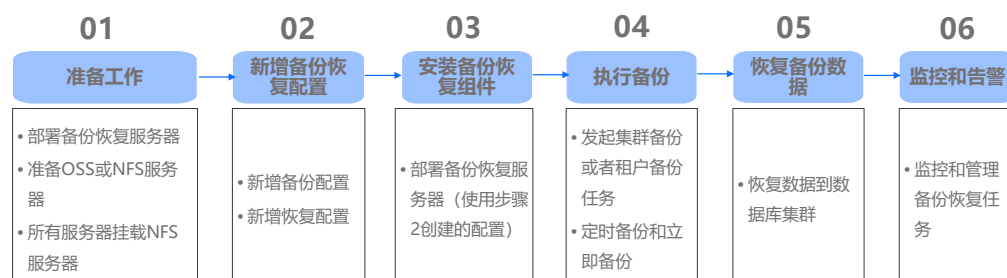 01
准备工作
• 部署备份恢复服务器
• 准备OSS或NFS服务
器
• 所有服务器挂载NFS
服务器
02
新增备份恢
复配置
• 新增备份配置
• 新增恢复配置
03
安装备份恢
复组件
• 部署备份恢复服
务器（使用步骤
2创建的配置）
04
执行备份
• 发起集群备份
或者租户备份
任务
• 定时备份和立
即备份
05
恢复备份数
据
• 恢复数据到数
据库集群
06
监控和告警
• 监控和管理
备份恢复任
务